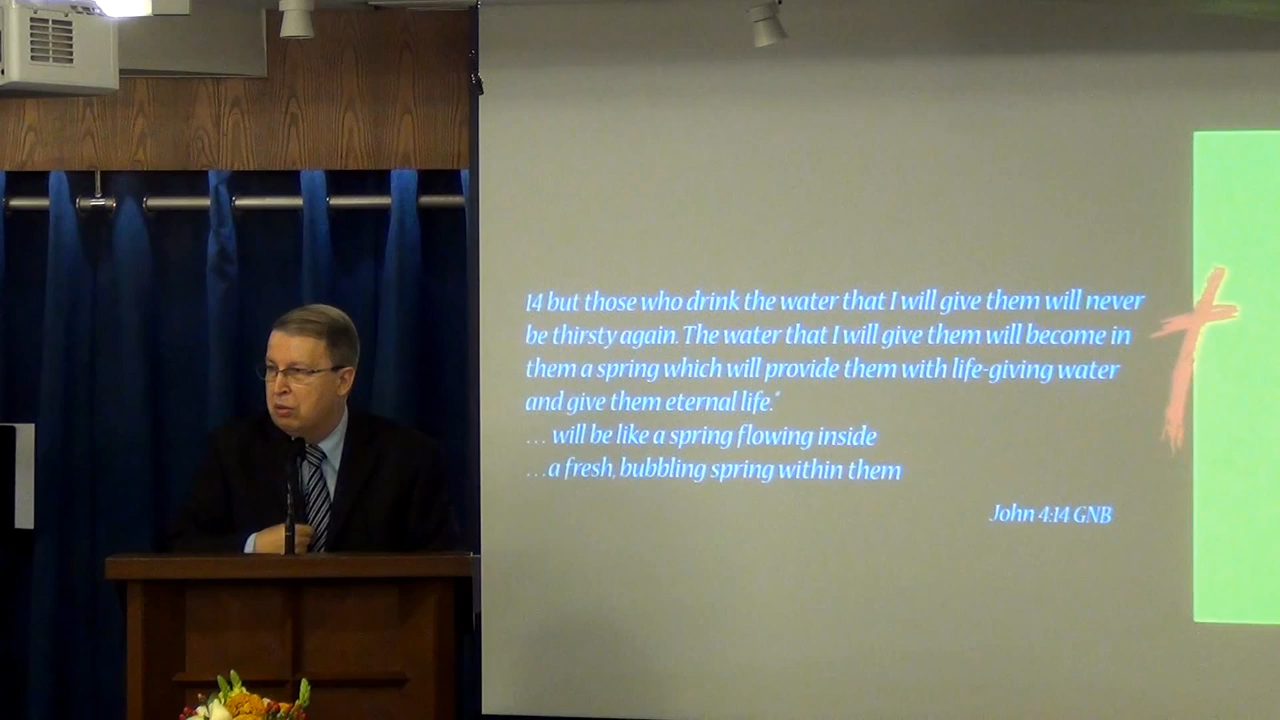 14 but those who drink the water that I will give them will never
be thirsty again. The water that I will give them will become in
them a spring which will provide them with life-giving water
and give them eternal life."
... will be like a spring flowing inside
...a fresh, bubbling spring within them
John 4:14 GNB